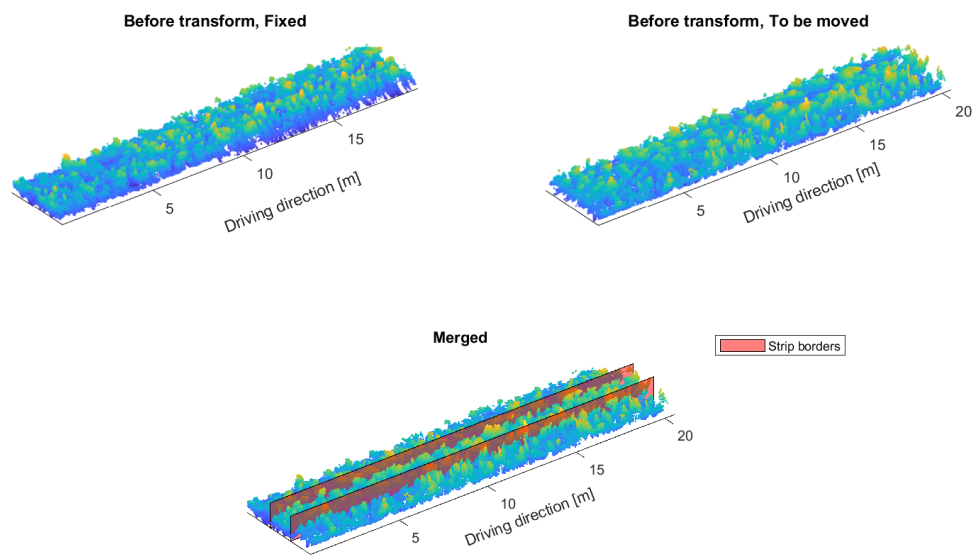 Before transform, Fixed
Before transform, To be moved
5
10
15
Driving direction [m]
5
10
15
20
Driving direction [m]
Merged
Strip borders
5
10
15
20
Driving direction [m]